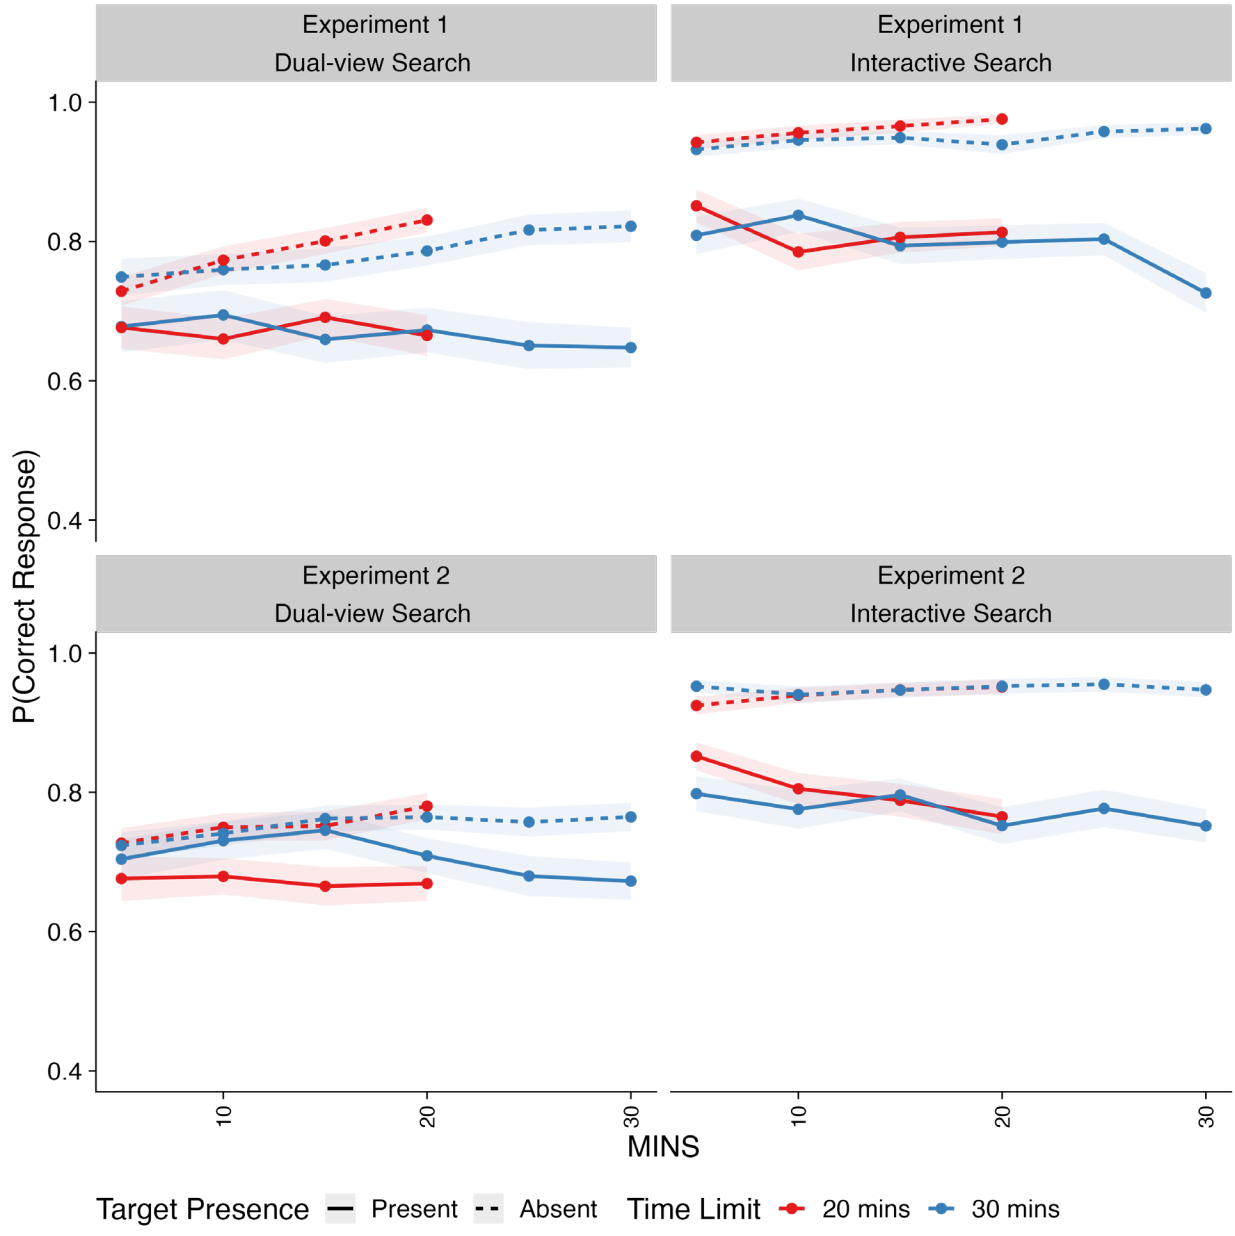 Experiment 1
Dual-view Search
Experiment 1
Interactive Search
1.0
0.8
0.6
0.4
P(Correct Response)
Experiment 2
Dual-view Search
Experiment 2
Interactive Search
1.0
0.8
0.6
0.4
10
20
30
10
20
30
MINS
Target Presence Present Absent Time Limit 20 mins 30 mins